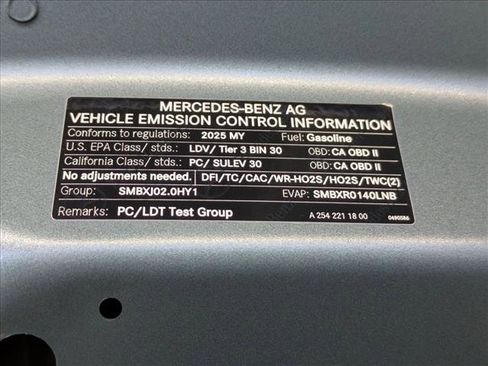 MERCEDES-BENZ AG
VEHICLE EMISSION CONTROL INFORMATION
Conforms to regulations: 2025 MY Fuel: Gasoline
U.S. EPA Class/ stds.: LDV/ Tier 3 BIN 30 OBD: CA OBD II
California Class/ stds.: PC/ SULEV 30 OBD: CA OBD II
No adjustments needed. DFI/TC/CAC/WR-HO2S/HO2S/TWC(2)
Group: SMBXJ02.0HY1 EVAP: SMBXR0140LNB
Remarks: PC/LDT Test Group A 254 221 18 00 0490586